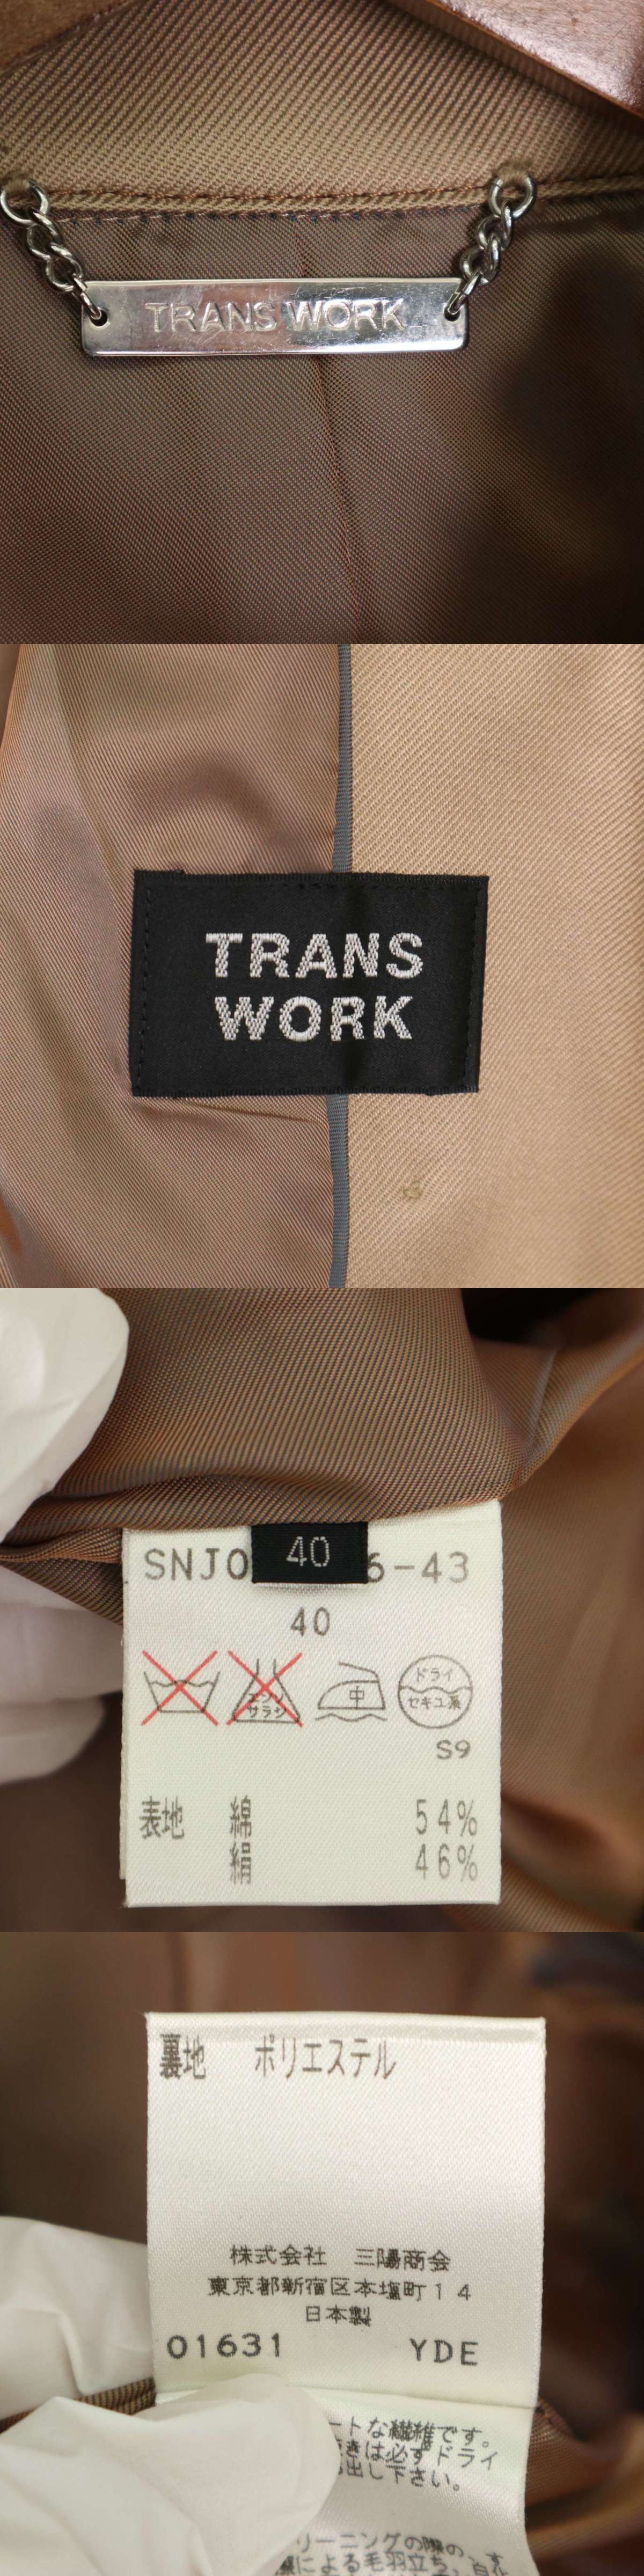 TRANS WORK
TRANS
WORK
40
SNJO 6-43
40
エンソ
サラシ
中
ドライ
セキユ系
S9
表地 綿 54%
絹 46%
裏地 ポリエステル
株式会社 三陽商会
東京都新宿区本塩町14
日本製
01631 YDE
ートな繊維です。
きは必ずドライ
出し下さい。
リーニングの際の
による毛羽立ち